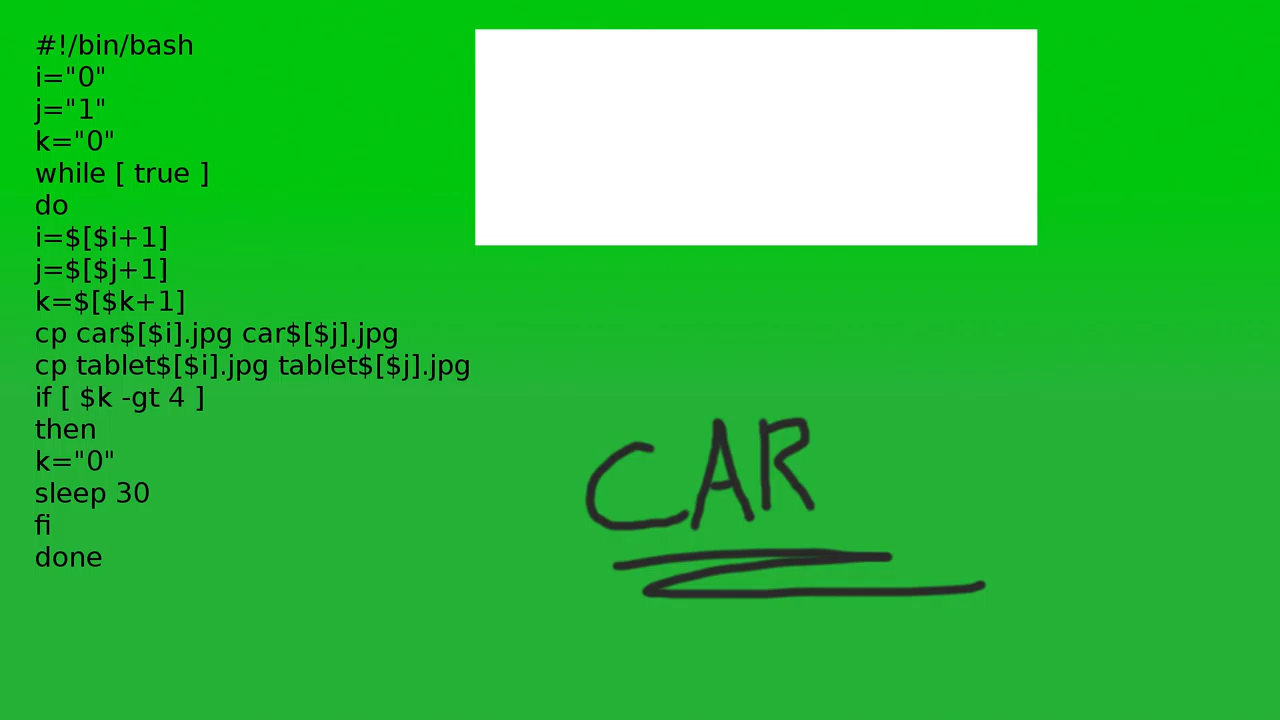 #!/bin/bash
i="0"
j="1"
k="0"
while [ true ]
do
i=$[$i+1]
j=$[$j+1]
k=$[$k+1]
cp car$[$i].jpg car$[$j].jpg
cp tablet$[$i].jpg tablet$[$j].jpg
if [ $k -gt 4 ]
then
k="0"
sleep 30
fi
done
CAR